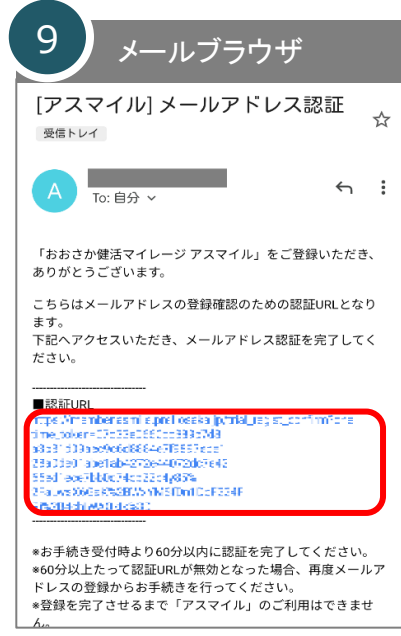 9
メールブラウザ
[アスマイル] メールアドレス認証
受信トレイ
A
To: 自分
「おおさか健活マイレージ アスマイル」をご登録いただき、
ありがとうございます。
こちらはメールアドレスの登録確認のための認証URLとなり
ます。
下記へアクセスいただき、メールアドレス認証を完了してく
ださい。
--------------------------------
■認証URL
--------------------------------
※お手続き受付時より60分以内に認証を完了してください。
※60分以上たって認証URLが無効となった場合、再度メールア
ドレスの登録からお手続きを行ってください。
※登録を完了させるまで「アスマイル」のご利用はできませ
ん。